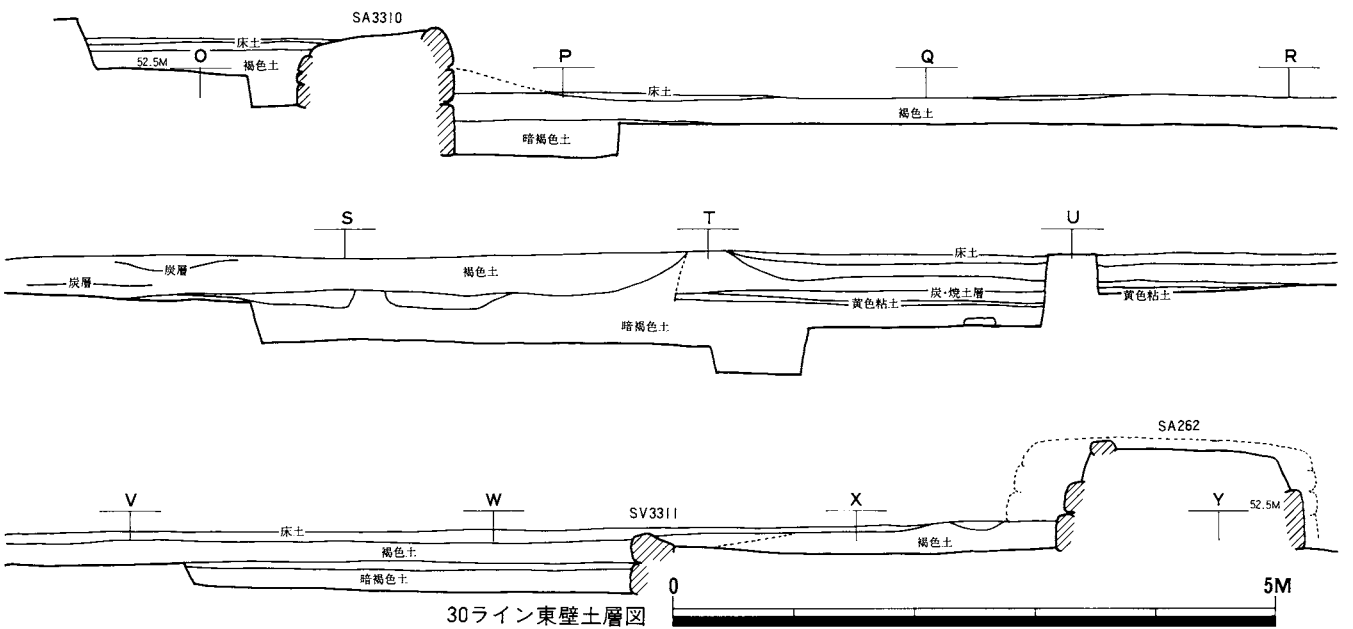 SA3310
床土
O
P
Q
R
52.5M
褐色土
床土
褐色土
暗褐色土
S
T
U
炭層
炭層
褐色土
床土
炭・焼土層
黄色粘土
黄色粘土
暗褐色土
SA262
V
W
SV3311
X
Y
52.5M
床土
褐色土
褐色土
暗褐色土
30ライン東壁土層図
0
5M